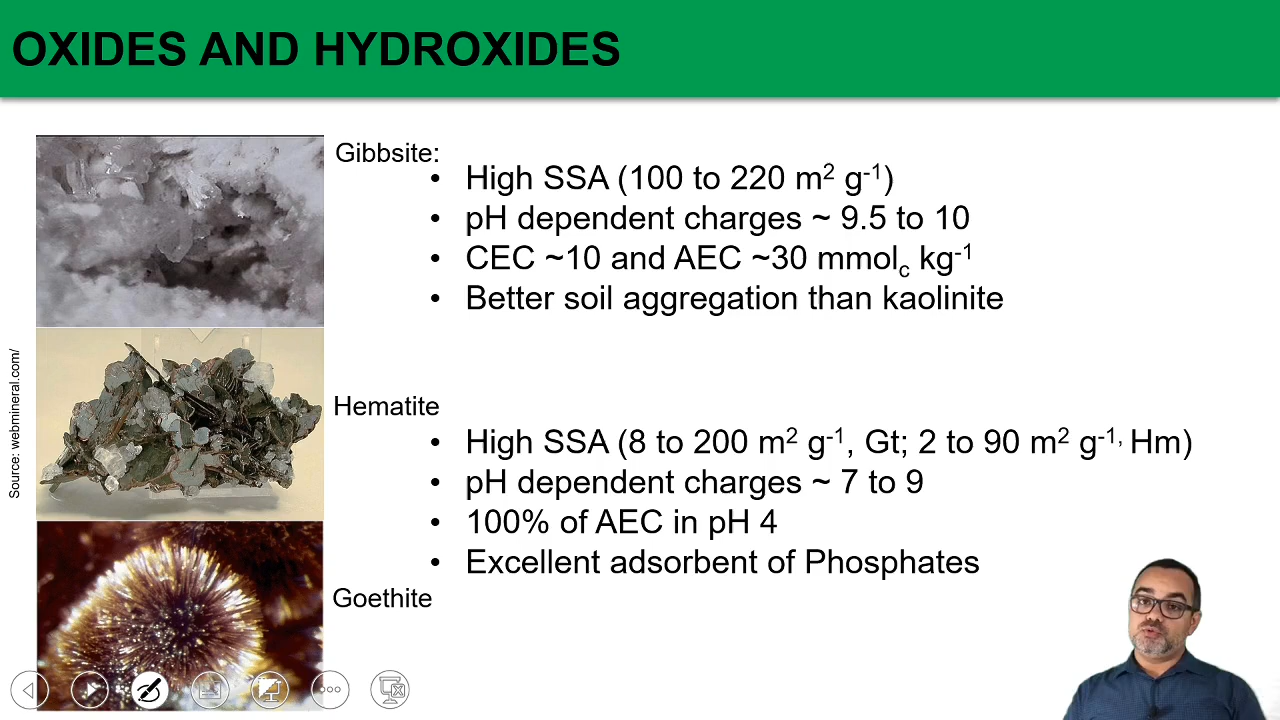 OXIDES AND HYDROXIDES
Gibbsite:
• High SSA (100 to 220 m² g⁻¹)
• pH dependent charges ~ 9.5 to 10
• CEC ~10 and AEC ~30 mmol꜀ kg⁻¹
• Better soil aggregation than kaolinite
Hematite
• High SSA (8 to 200 m² g⁻¹, Gt; 2 to 90 m² g⁻¹, Hm)
• pH dependent charges ~ 7 to 9
• 100% of AEC in pH 4
• Excellent adsorbent of Phosphates
Goethite
Source: webmineral.com/